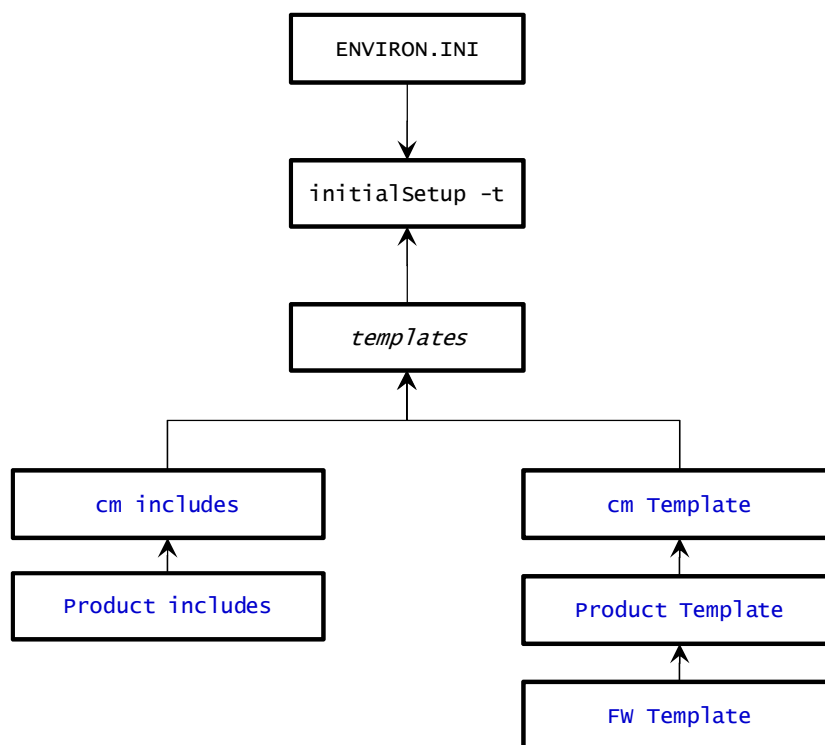 ENVIRON.INI
initialSetup –t
templates
cm includes
cm Template
Product includes
Product Template
FW Template